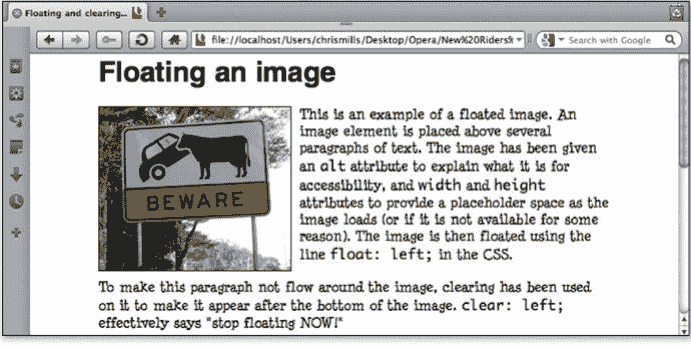 Floating and clearing...
file://localhost/Users/chrismills/Desktop/Opera/New%20Riders%
Search with Google
Floating an image
BEWARE
This is an example of a floated image. An
image element is placed above several
paragraphs of text. The image has been given
an alt attribute to explain what it is for
accessibility, and width and height
attributes to provide a placeholder space as the
image loads (or if it is not available for some
reason). The image is then floated using the
line float: left; in the CSS.
To make this paragraph not flow around the image, clearing has been used
on it to make it appear after the bottom of the image. clear: left;
effectively says "stop floating NOW!"